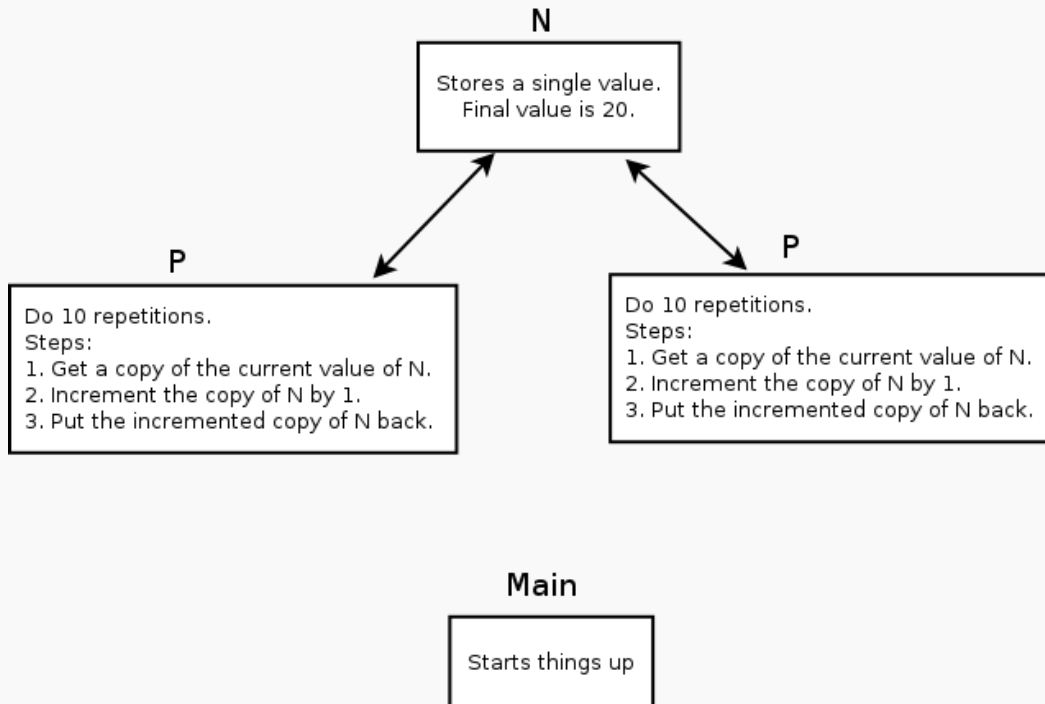 N
Stores a single value.
Final value is 20.
P
Do 10 repetitions.
Steps:
1. Get a copy of the current value of N.
2. Increment the copy of N by 1.
3. Put the incremented copy of N back.
P
Do 10 repetitions.
Steps:
1. Get a copy of the current value of N.
2. Increment the copy of N by 1.
3. Put the incremented copy of N back.
Main
Starts things up